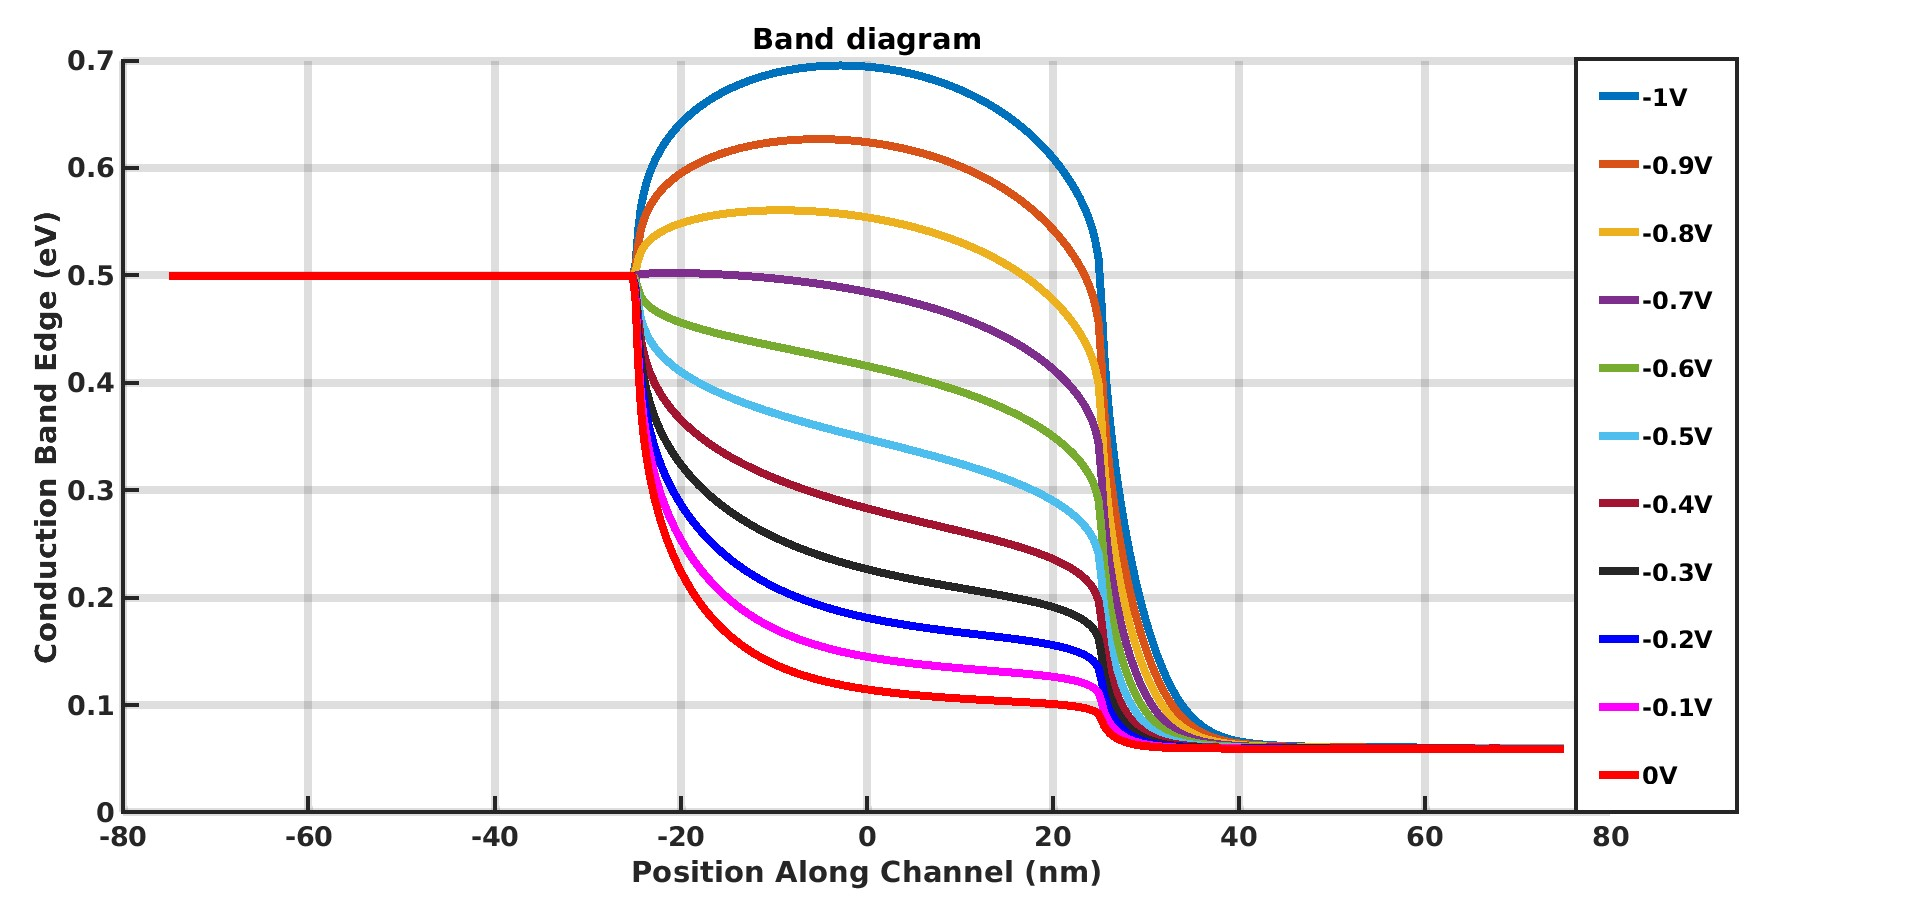 Band diagram
Conduction Band Edge (eV)
0.7
0.6
0.5
0.4
0.3
0.2
0.1
0
-80 -60 -40 -20 0 20 40 60 80
Position Along Channel (nm)
-1V
-0.9V
-0.8V
-0.7V
-0.6V
-0.5V
-0.4V
-0.3V
-0.2V
-0.1V
0V